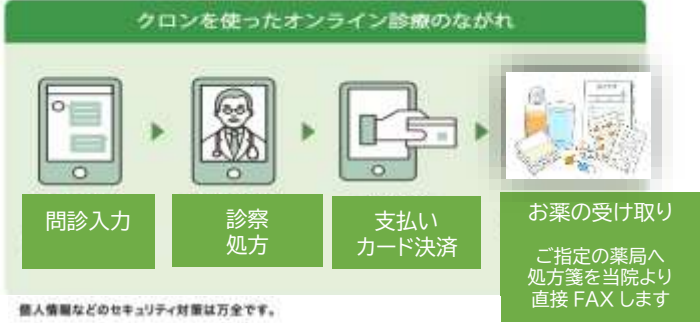 クロンを使ったオンライン診療のながれ
問診入力
診察
処方
支払い
カード決済
お薬の受け取り
ご指定の薬局へ
処方箋を当院より
直接 FAX します
個人情報などのセキュリティ対策は万全です。